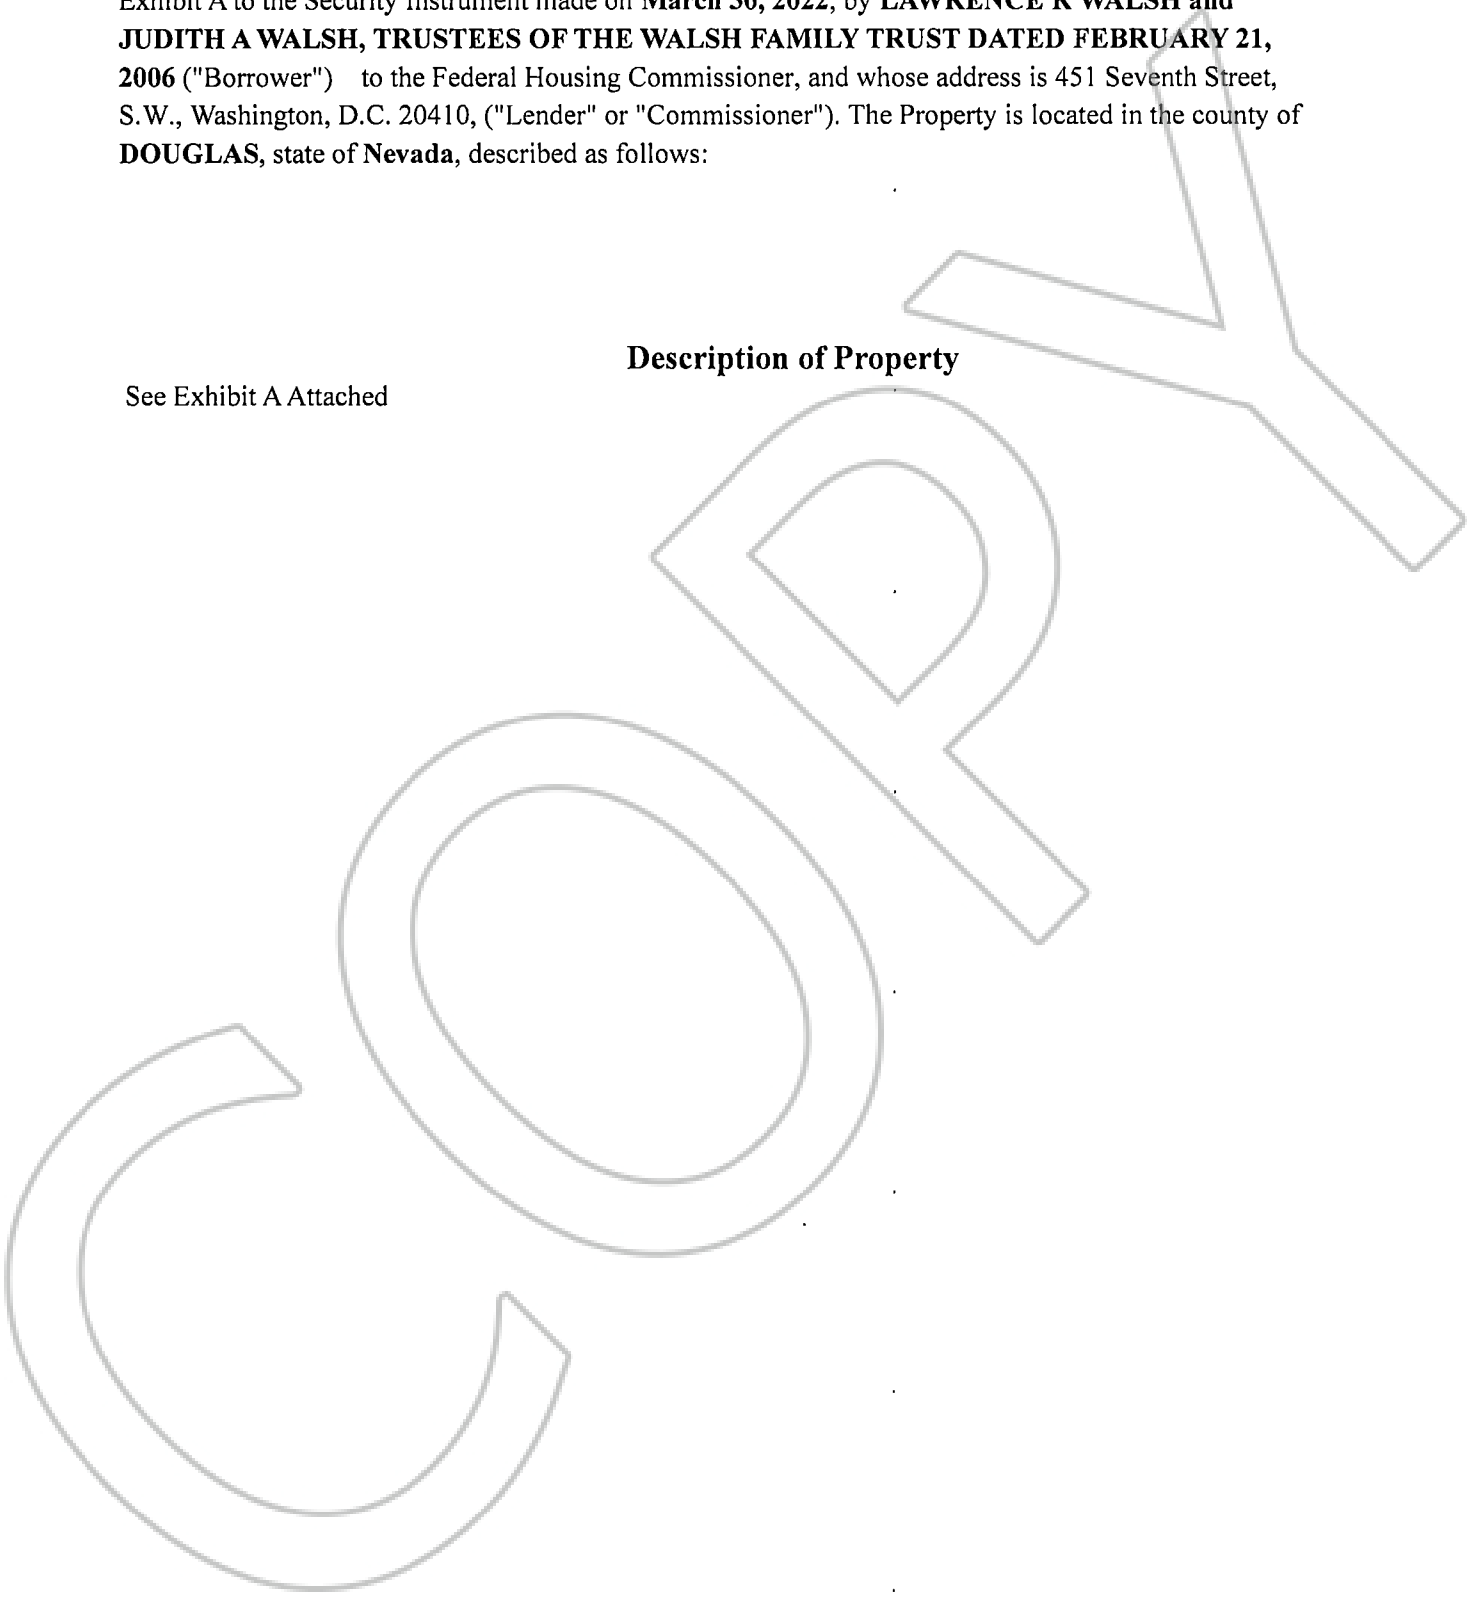 Exhibit A to the Security Instrument made on March 30, 2022, by LAWRENCE R WALSH and
JUDITH A WALSH, TRUSTEES OF THE WALSH FAMILY TRUST DATED FEBRUARY 21,
2006 ("Borrower") to the Federal Housing Commissioner, and whose address is 451 Seventh Street,
S.W., Washington, D.C. 20410, ("Lender" or "Commissioner"). The Property is located in the county of
DOUGLAS, state of Nevada, described as follows:
Description of Property
See Exhibit A Attached
COPY